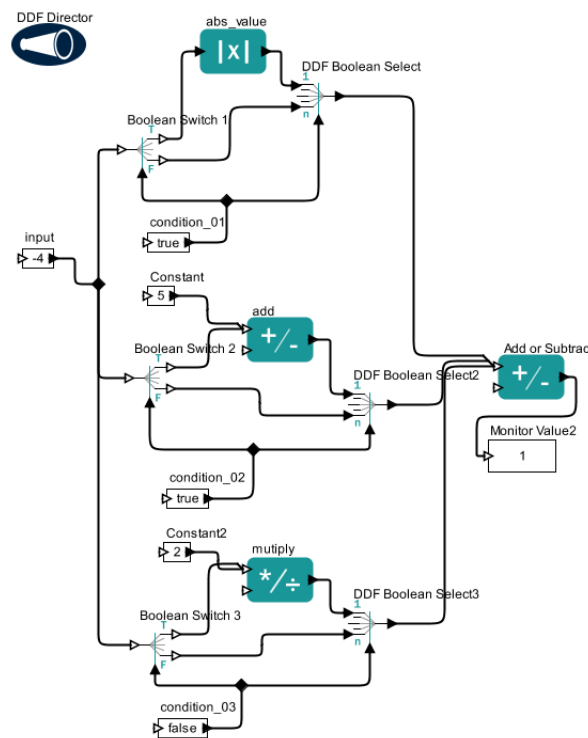 DDF Director
abs_value
|x|
DDF Boolean Select
1
n
Boolean Switch 1
T
F
condition_01
true
input
-4
Constant
5
add
+/-
Boolean Switch 2
T
F
DDF Boolean Select2
1
n
Add or Subtrac
+/-
Monitor Value2
1
condition_02
true
Constant2
2
mutiply
*/÷
Boolean Switch 3
T
F
DDF Boolean Select3
1
n
condition_03
false